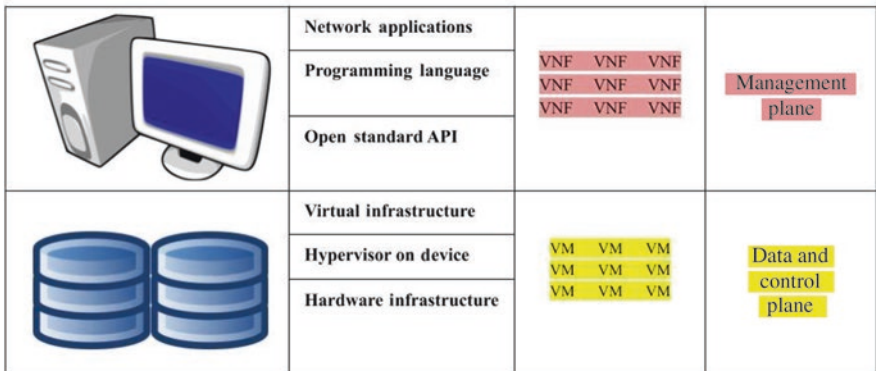 Network applications
Programming language
Open standard API
VNF VNF VNF
VNF VNF VNF
VNF VNF VNF
Management
plane
Virtual infrastructure
Hypervisor on device
Hardware infrastructure
VM VM VM
VM VM VM
VM VM VM
Data and
control
plane